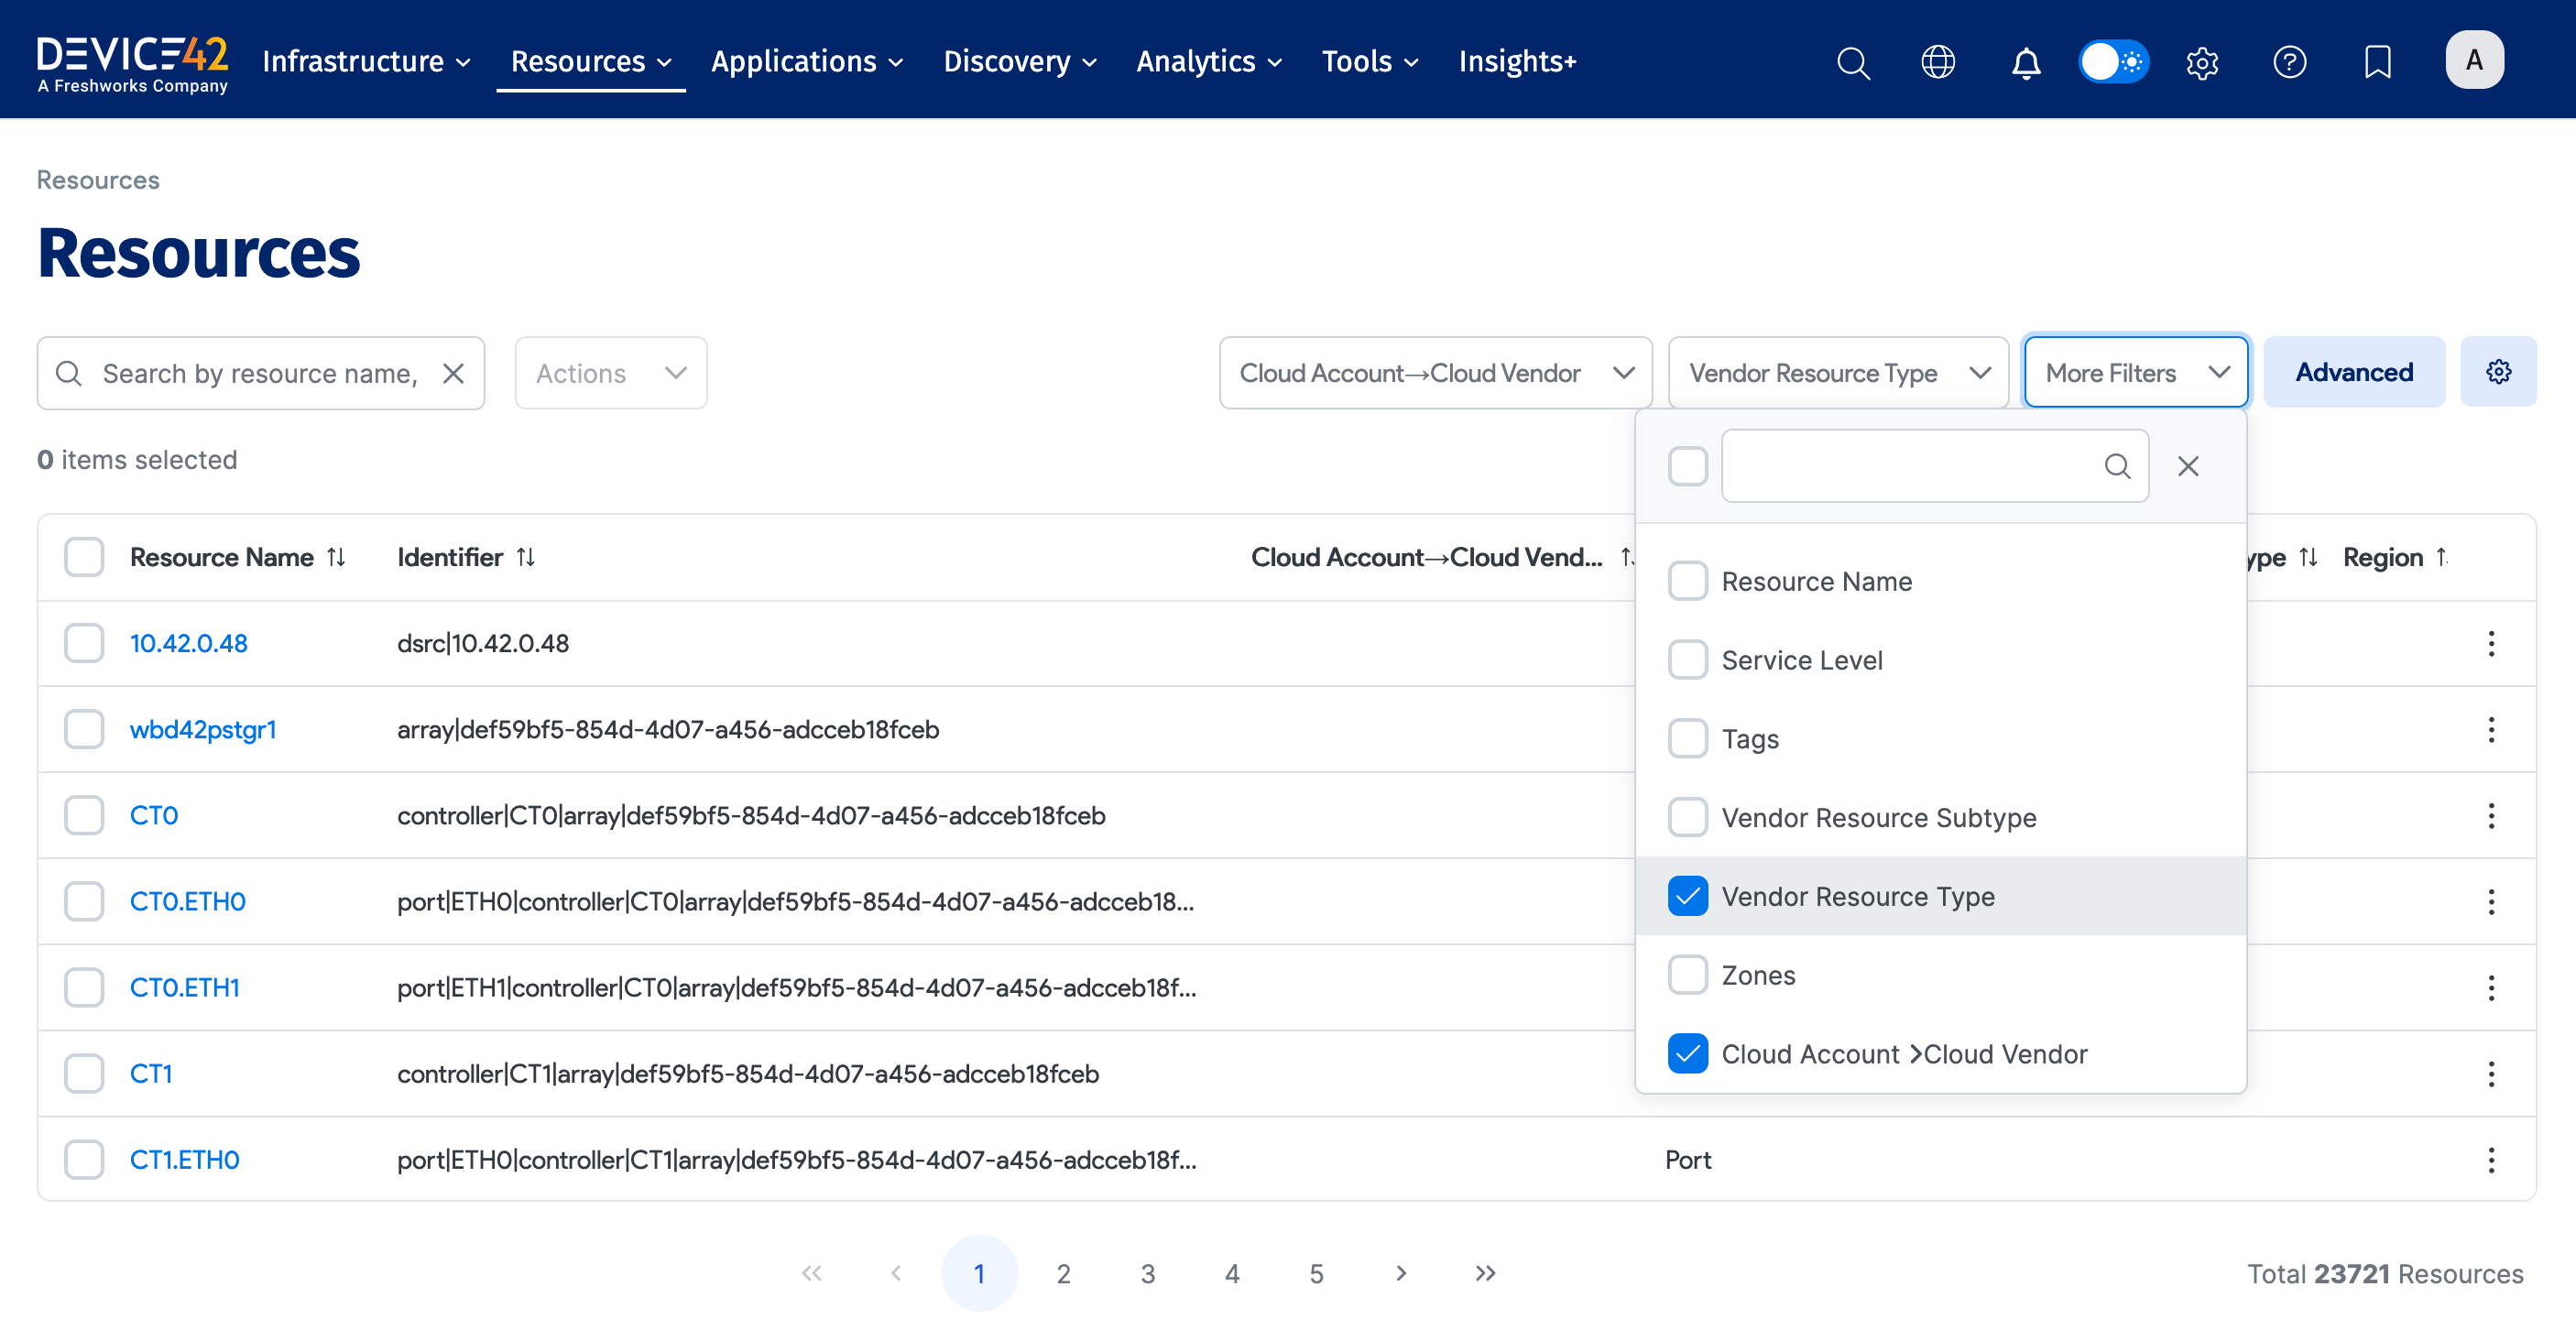 DEVICE42
A Freshworks Company
Infrastructure Resources Applications Discovery Analytics Tools Insights+
A
Resources
Resources
Search by resource name,
Actions
Cloud Account→Cloud Vendor
Vendor Resource Type
More Filters
Advanced
0 items selected
Resource Name Identifier Cloud Account→Cloud Vend... ype Region
10.42.0.48 dsrc|10.42.0.48
wbd42pstgr1 array|def59bf5-854d-4d07-a456-adcceb18fceb
CT0 controller|CT0|array|def59bf5-854d-4d07-a456-adcceb18fceb
CT0.ETH0 port|ETH0|controller|CT0|array|def59bf5-854d-4d07-a456-adcceb18...
CT0.ETH1 port|ETH1|controller|CT0|array|def59bf5-854d-4d07-a456-adcceb18f...
CT1 controller|CT1|array|def59bf5-854d-4d07-a456-adcceb18fceb
CT1.ETH0 port|ETH0|controller|CT1|array|def59bf5-854d-4d07-a456-adcceb18f... Port
Resource Name
Service Level
Tags
Vendor Resource Subtype
Vendor Resource Type
Zones
Cloud Account >Cloud Vendor
« ‹ 1 2 3 4 5 › »
Total 23721 Resources